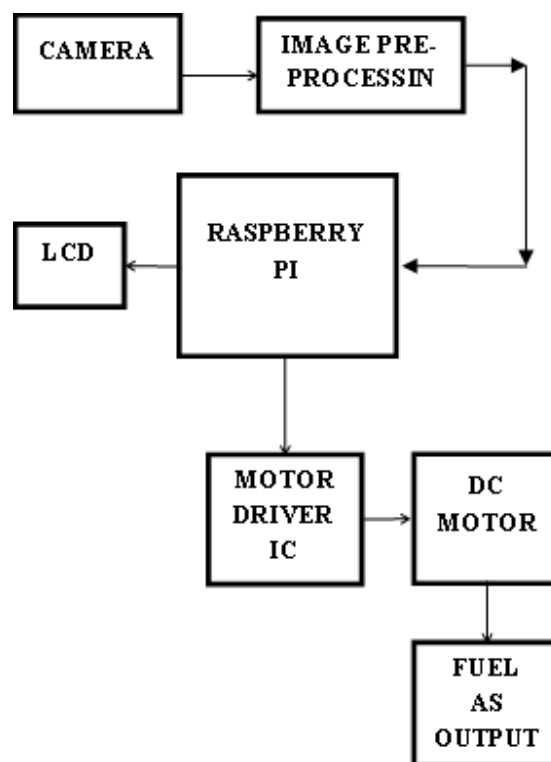 CAMERA
IMAGE PRE-
PROCESSIN
LCD
RASPBERRY
PI
MOTOR
DRIVER
IC
DC
MOTOR
FUEL
AS
OUTPUT